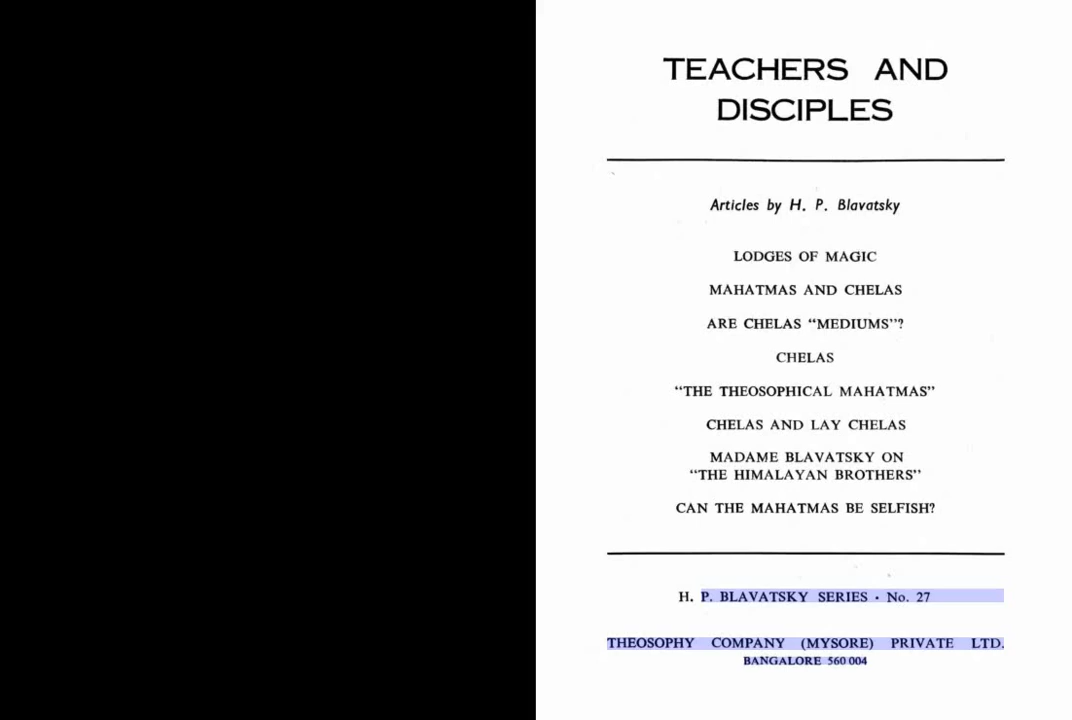 TEACHERS AND
DISCIPLES
Articles by H. P. Blavatsky
LODGES OF MAGIC
MAHATMAS AND CHELAS
ARE CHELAS “MEDIUMS”?
CHELAS
“THE THEOSOPHICAL MAHATMAS”
CHELAS AND LAY CHELAS
MADAME BLAVATSKY ON
“THE HIMALAYAN BROTHERS”
CAN THE MAHATMAS BE SELFISH?
H. P. BLAVATSKY SERIES · No. 27
THEOSOPHY COMPANY (MYSORE) PRIVATE LTD.
BANGALORE 560 004